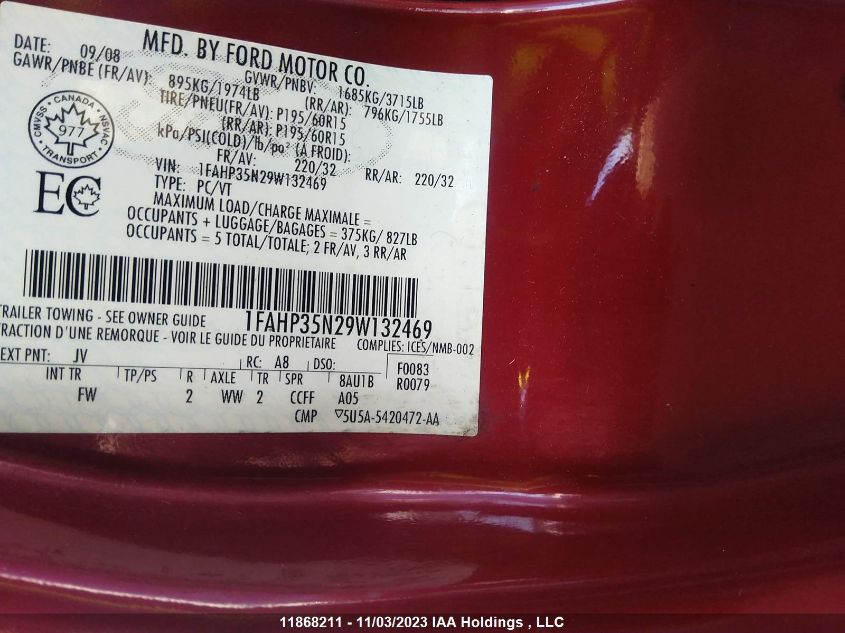 DATE: 09/08 MFD. BY FORD MOTOR CO.
GAWR/PNBE (FR/AV): 895KG/1974LB GVWR/PNBV: 1685KG/3715LB
(RR/AR): 796KG/1755LB
TIRE/PNEU(FR/AV): P195/60R15
(RR/AR): P195/60R15
kPa/PSI(COLD)/lb/po² (À FROID):
FR/AV: 220/32 RR/AR: 220/32
VIN: 1FAHP35N29W132469
TYPE: PC/VT
MAXIMUM LOAD/CHARGE MAXIMALE =
OCCUPANTS + LUGGAGE/BAGAGES = 375KG/ 827LB
OCCUPANTS = 5 TOTAL/TOTALE; 2 FR/AV, 3 RR/AR
CMVSS CANADA NSVAC
977
TRANSPORT
EC
TRAILER TOWING - SEE OWNER GUIDE 1FAHP35N29W132469
TRACTION D'UNE REMORQUE - VOIR LE GUIDE DU PROPRIETAIRE COMPLIES: ICES/NMB-002
EXT PNT: JV RC: A8 DSO: F0083
INT TR TP/PS R AXLE TR SPR 8AU1B R0079
FW 2 WW 2 CCFF A05
CMP ▽5U5A-5420472-AA
11868211 - 11/03/2023 IAA Holdings , LLC